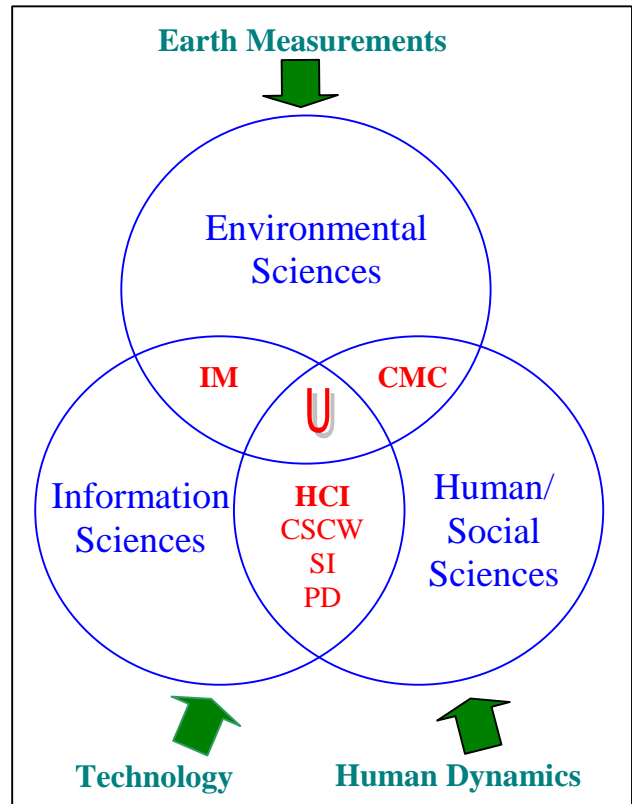 Earth Measurements
Environmental
Sciences
IM
CMC
U
Information
Sciences
HCI
CSCW
SI
PD
Human/
Social
Sciences
Technology
Human Dynamics